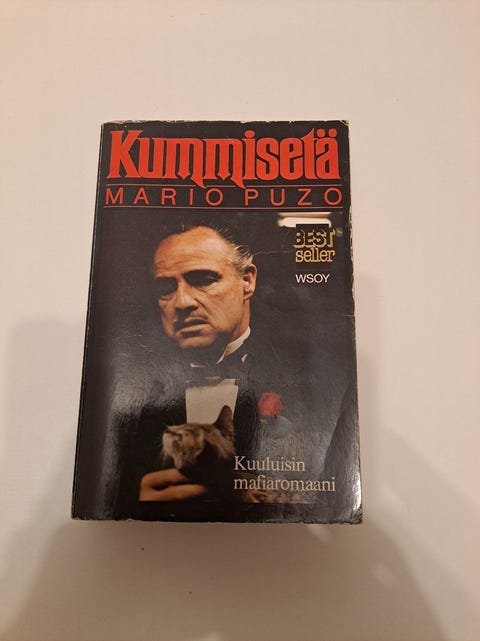 Kummisetä
MARIO PUZO
BEST
seller
WSOY
Kuuluisin
mafiaromaani